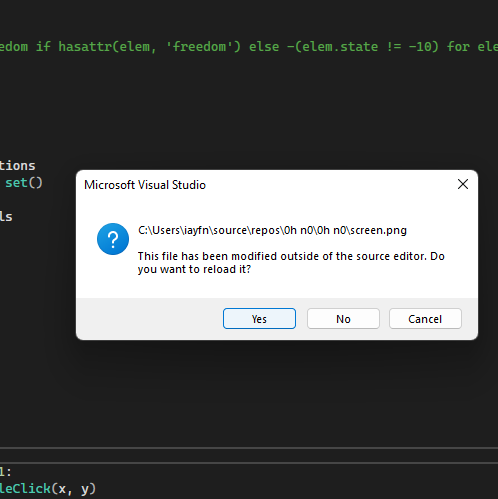 edom if hasattr(elem, 'freedom') else -(elem.state != -10) for ele
tions
set()
ls
Microsoft Visual Studio
C:\Users\iayfn\source\repos\0h n0\0h n0\screen.png
This file has been modified outside of the source editor. Do
you want to reload it?
Yes
No
Cancel
1:
leClick(x, y)